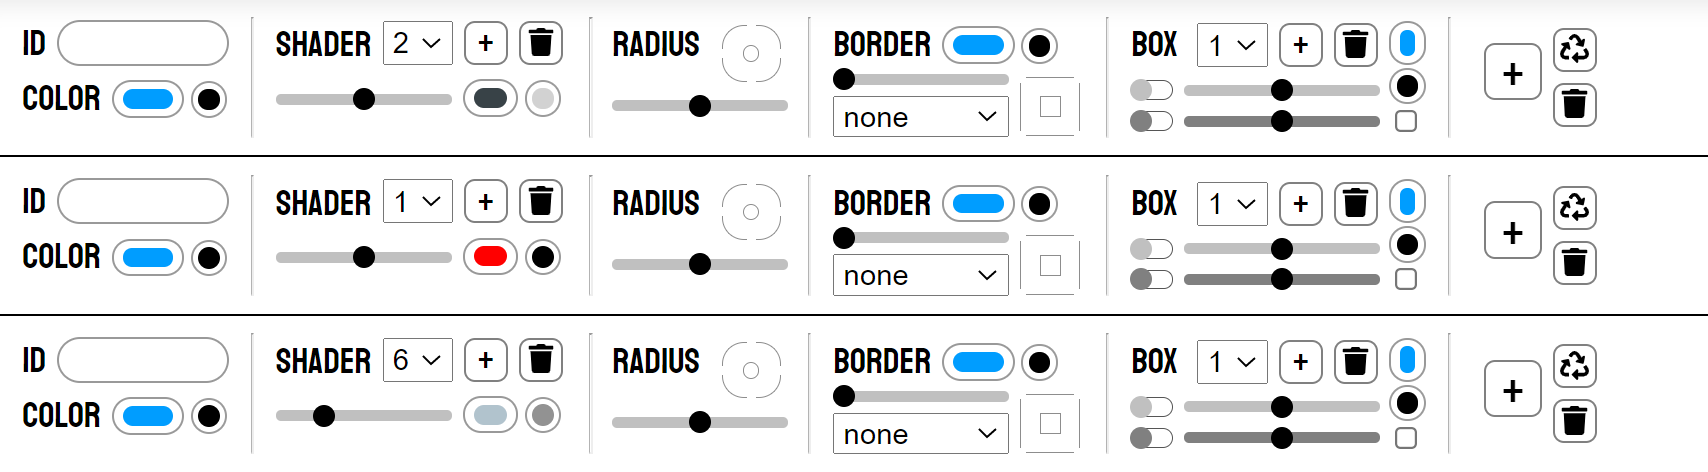 ID SHADER 2 + RADIUS BORDER BOX 1 + +
COLOR none
ID SHADER 1 + RADIUS BORDER BOX 1 + +
COLOR none
ID SHADER 6 + RADIUS BORDER BOX 1 + +
COLOR none